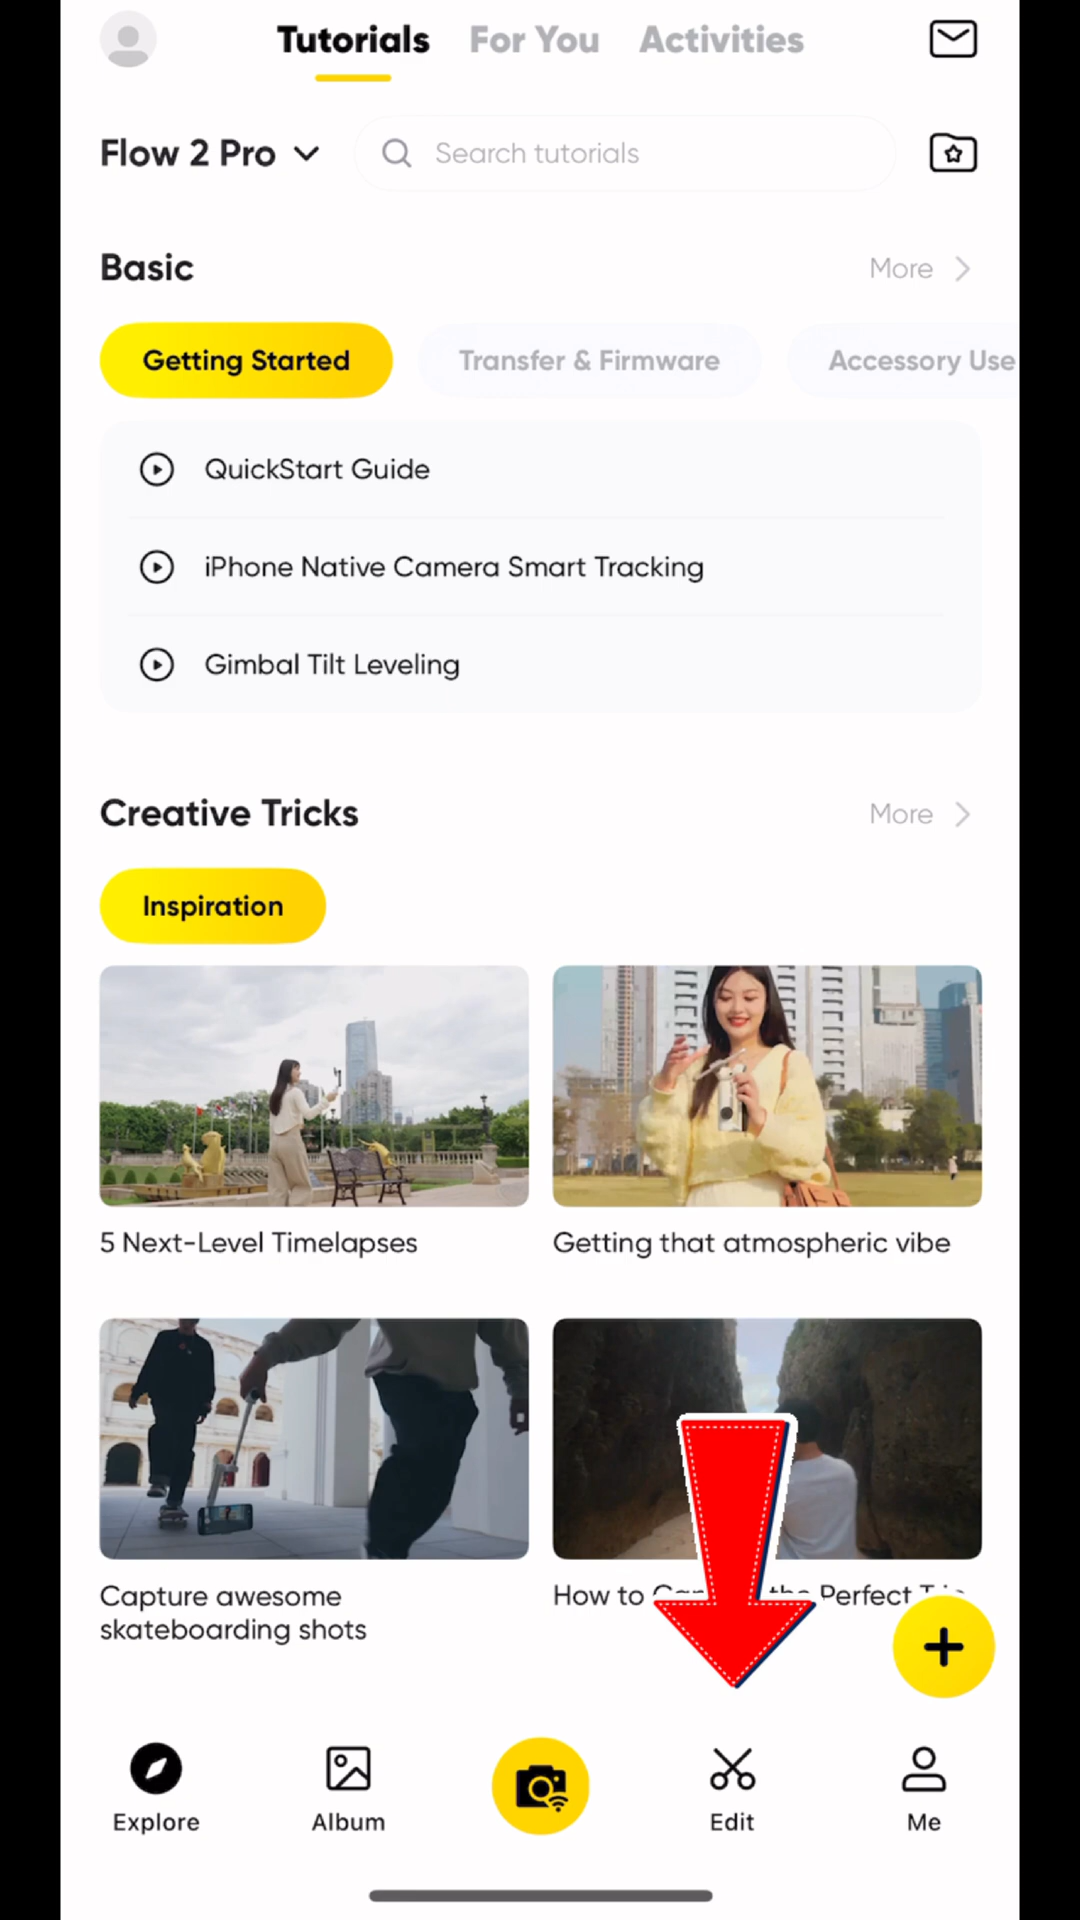 Tutorials For You Activities
Flow 2 Pro Search tutorials
Basic More
Getting Started Transfer & Firmware Accessory Use
QuickStart Guide
iPhone Native Camera Smart Tracking
Gimbal Tilt Leveling
Creative Tricks More
Inspiration
5 Next-Level Timelapses Getting that atmospheric vibe
Capture awesome
skateboarding shots
How to the Perfect
Explore Album Edit Me